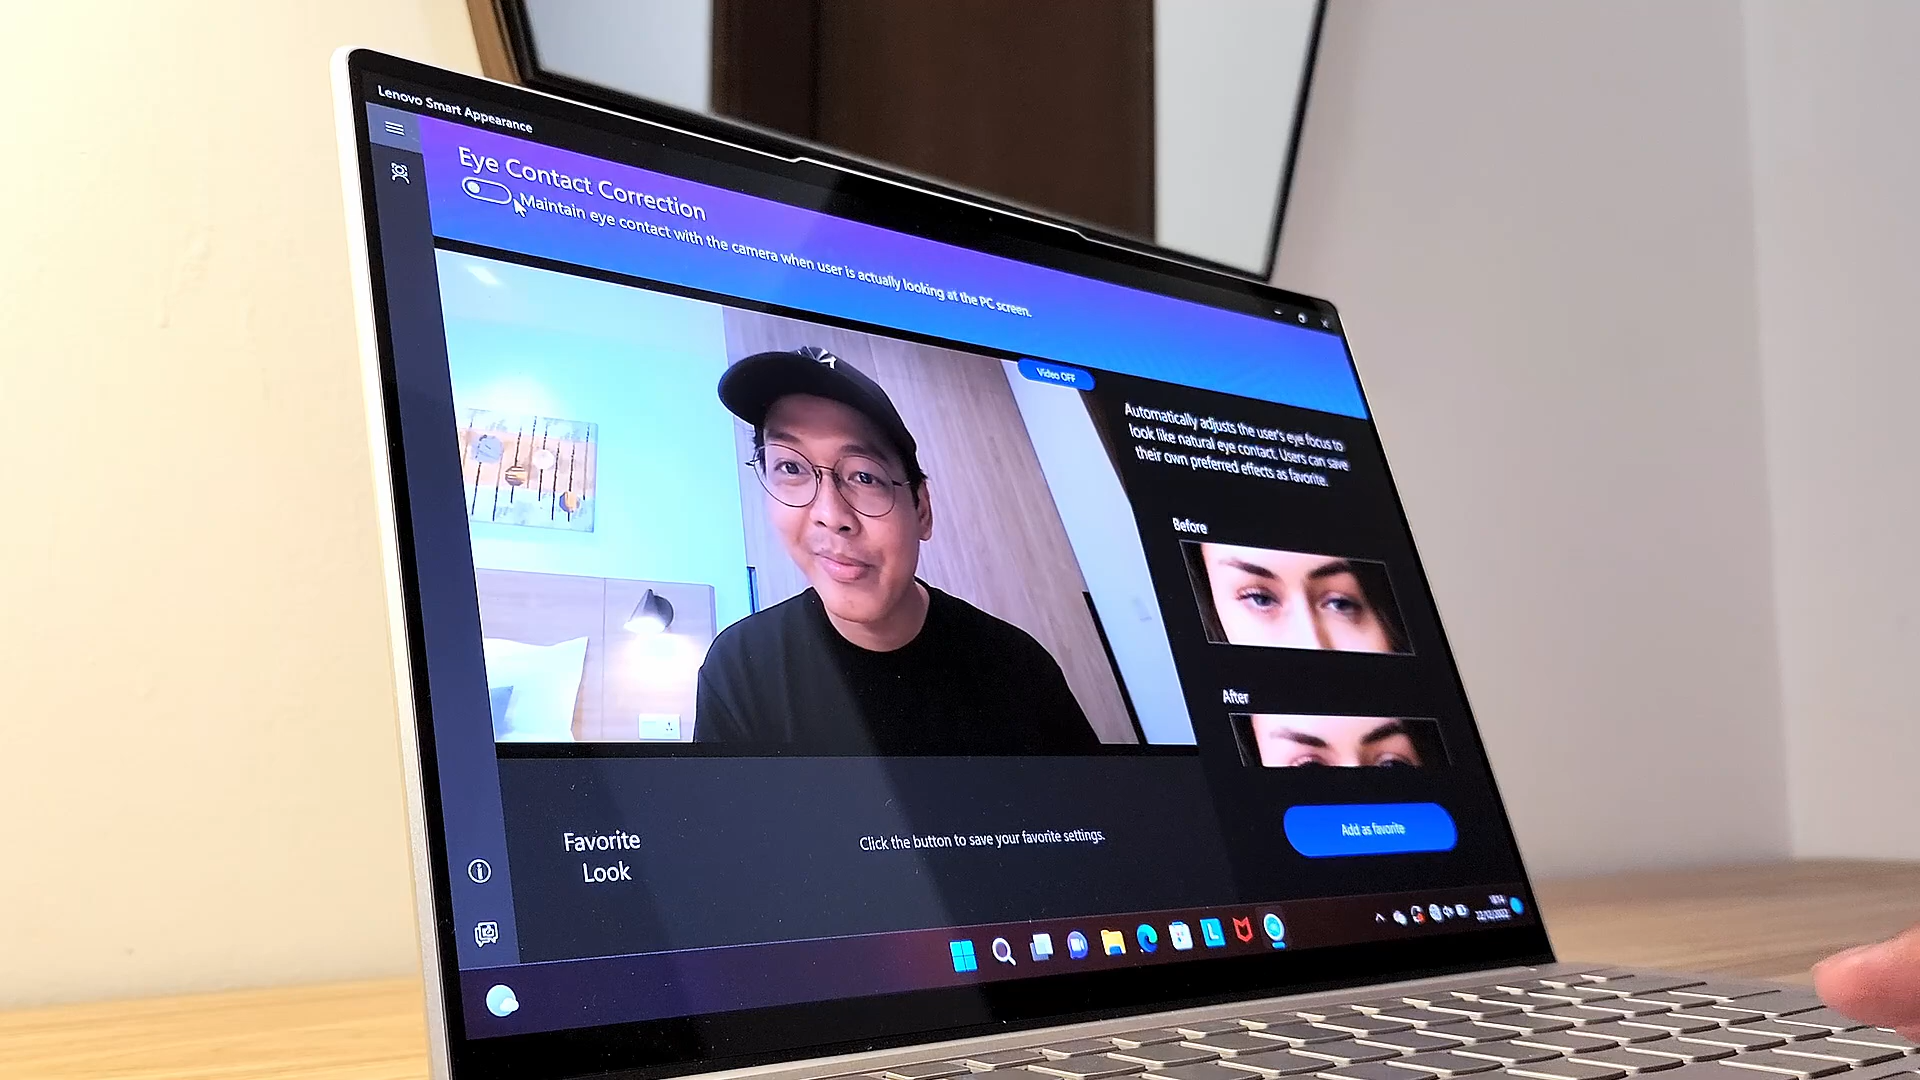 Lenovo Smart Appearance
Eye Contact Correction
Maintain eye contact with the camera when user is actually looking at the PC screen.
Video OFF
Automatically adjusts the user's eye focus to
look like natural eye contact. Users can save
their own preferred effects as favorite.
Before
After
Favorite
Look
Click the button to save your favorite settings.
Add as favorite
22/12/2022